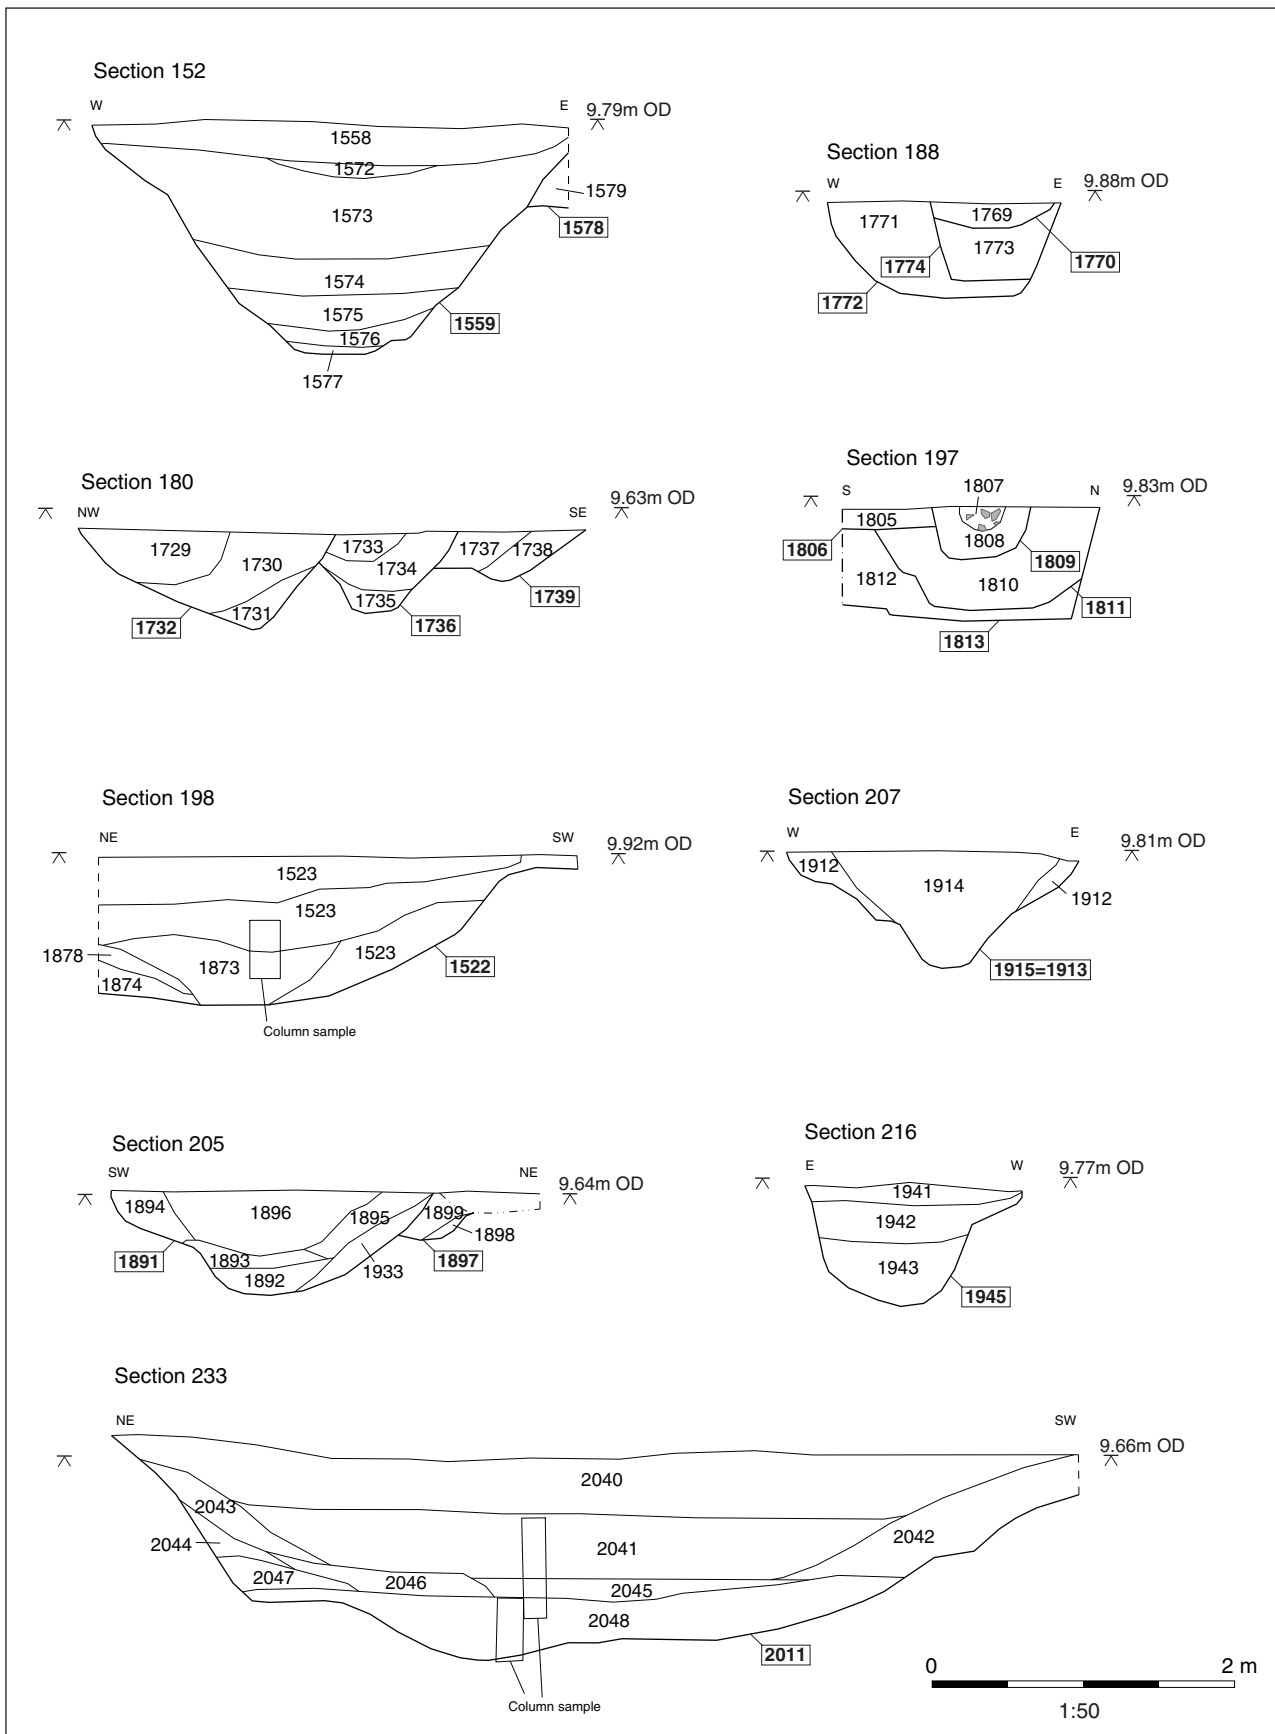 Section 152
W E 9.79m OD
1558
1572
1579
1573
1578
1574
1575
1559
1576
1577
Section 188
W E 9.88m OD
1771 1769
1773
1774 1770
1772
Section 180
NW SE 9.63m OD
1729 1733 1737 1738
1730 1734
1731 1735 1739
1732 1736
Section 197
S 1807 N 9.83m OD
1805
1808
1806 1809
1812 1810
1811
1813
Section 198
NE SW 9.92m OD
1523
1523
1878 1873 1523
1522
1874
Column sample
Section 207
W E 9.81m OD
1912
1914
1912
1915=1913
Section 205
SW NE 9.64m OD
1894 1896 1895 1899
1898
1891 1893 1897
1892 1933
Section 216
E W 9.77m OD
1941
1942
1943
1945
Section 233
NE SW
9.66m OD
2040
2043
2042
2044 2041
2047 2046 2045
2048
2011
Column sample
0 2 m
1:50